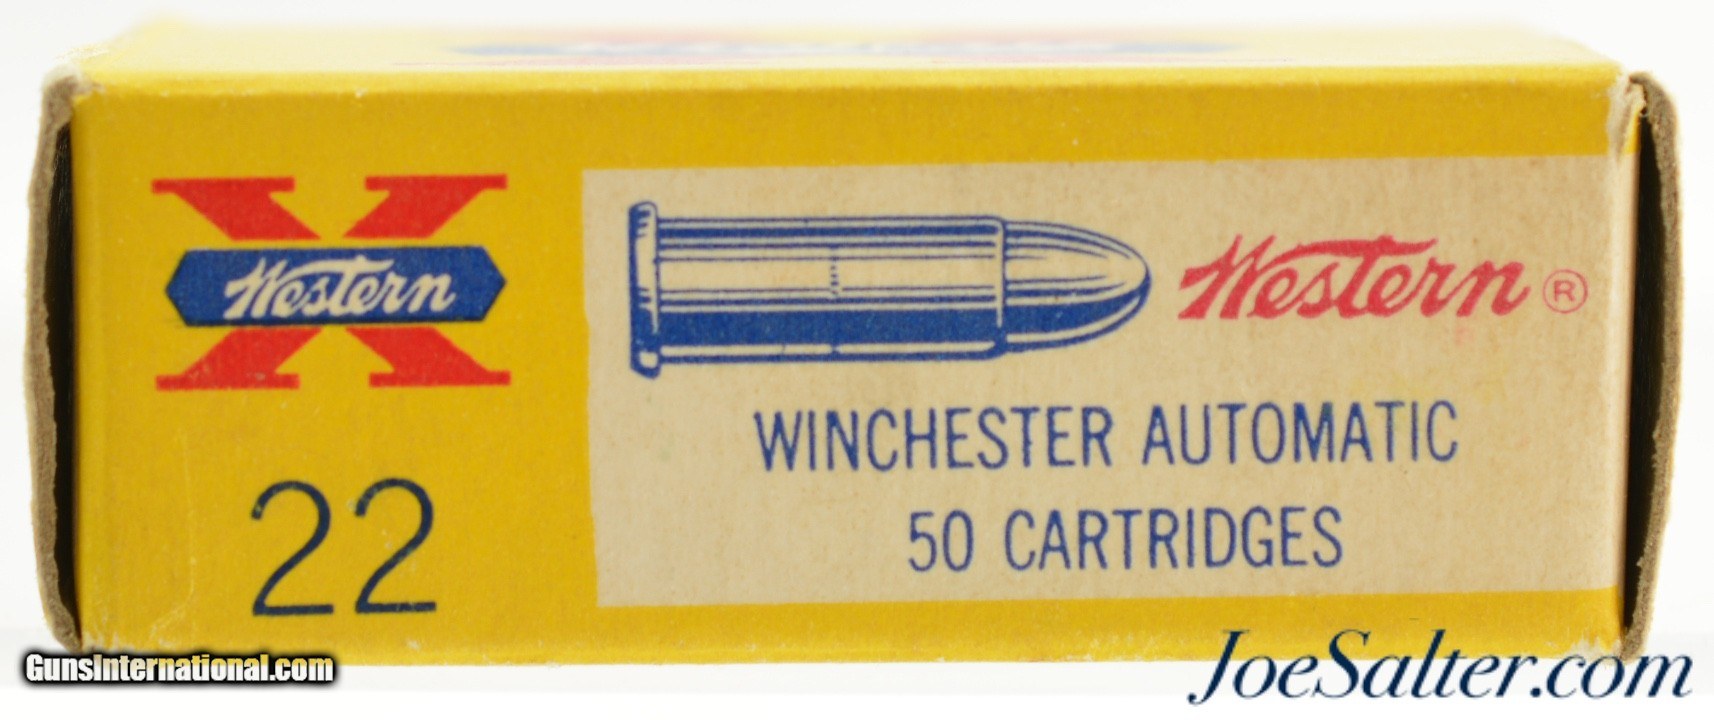 Western
22
Western ®
WINCHESTER AUTOMATIC
50 CARTRIDGES
GunsInternational.com
JoeSalter.com